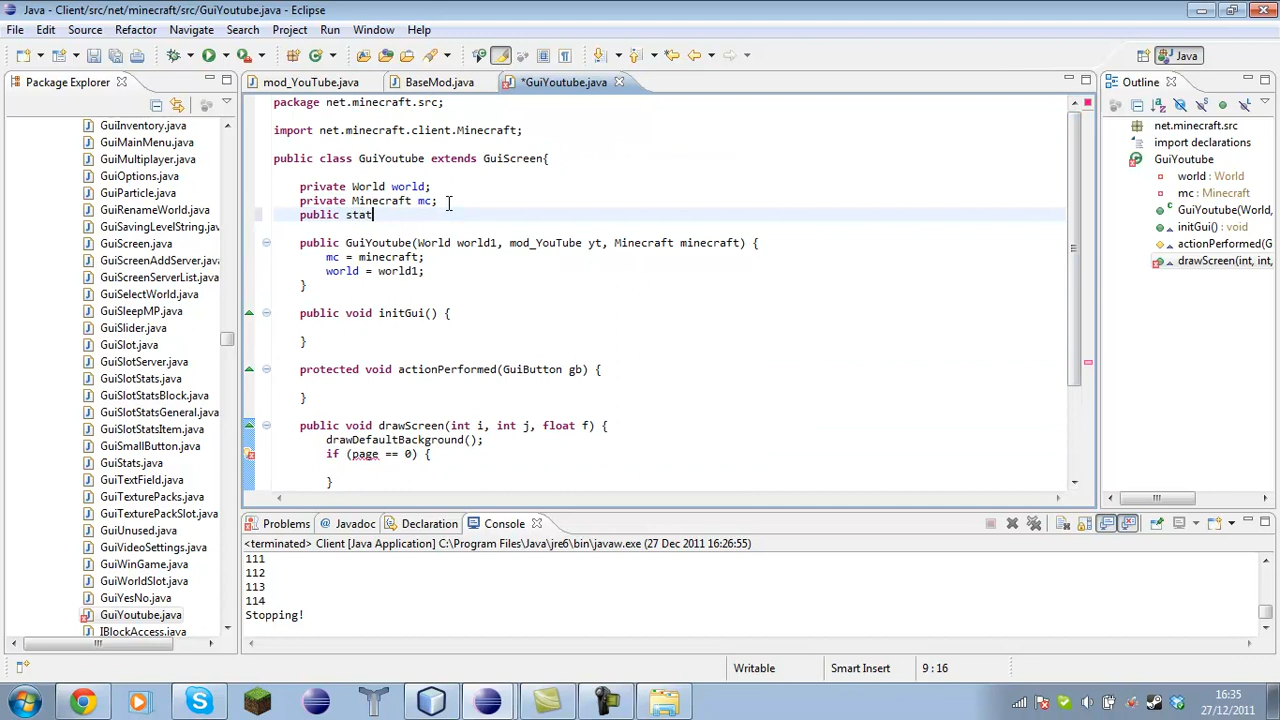 Java - Client/src/net/minecraft/src/GuiYoutube.java - Eclipse
File Edit Source Refactor Navigate Search Project Run Window Help
Java
Package Explorer
mod_YouTube.java BaseMod.java *GuiYoutube.java
Outline
GuiInventory.java
GuiMainMenu.java
GuiMultiplayer.java
GuiOptions.java
GuiParticle.java
GuiRenameWorld.java
GuiSavingLevelString.jav
GuiScreen.java
GuiScreenAddServer.java
GuiScreenServerList.java
GuiSelectWorld.java
GuiSleepMP.java
GuiSlider.java
GuiSlot.java
GuiSlotServer.java
GuiSlotStats.java
GuiSlotStatsBlock.java
GuiSlotStatsGeneral.java
GuiSlotStatsItem.java
GuiSmallButton.java
GuiStats.java
GuiTextField.java
GuiTexturePacks.java
GuiTexturePackSlot.java
GuiUnused.java
GuiVideoSettings.java
GuiWinGame.java
GuiWorldSlot.java
GuiYesNo.java
GuiYoutube.java
IBlockAccess.java
package net.minecraft.src;
import net.minecraft.client.Minecraft;
public class GuiYoutube extends GuiScreen{
private World world;
private Minecraft mc;
public stat
public GuiYoutube(World world1, mod_YouTube yt, Minecraft minecraft) {
mc = minecraft;
world = world1;
}
public void initGui() {
}
protected void actionPerformed(GuiButton gb) {
}
public void drawScreen(int i, int j, float f) {
drawDefaultBackground();
if (page == 0) {
}
net.minecraft.src
import declarations
GuiYoutube
world : World
mc : Minecraft
GuiYoutube(World,
initGui() : void
actionPerformed(G
drawScreen(int, int,
Problems Javadoc Declaration Console
<terminated> Client [Java Application] C:\Program Files\Java\jre6\bin\javaw.exe (27 Dec 2011 16:26:55)
111
112
113
114
Stopping!
Writable Smart Insert 9 : 16
16:35
27/12/2011